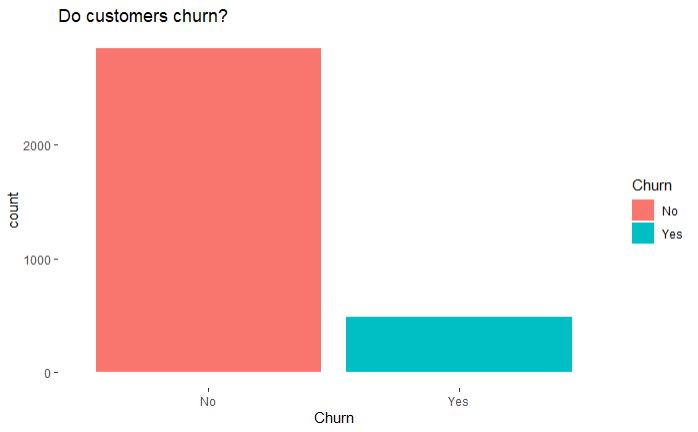 Do customers churn?
2000
1000
0
count
No
Yes
Churn
Churn
No
Yes